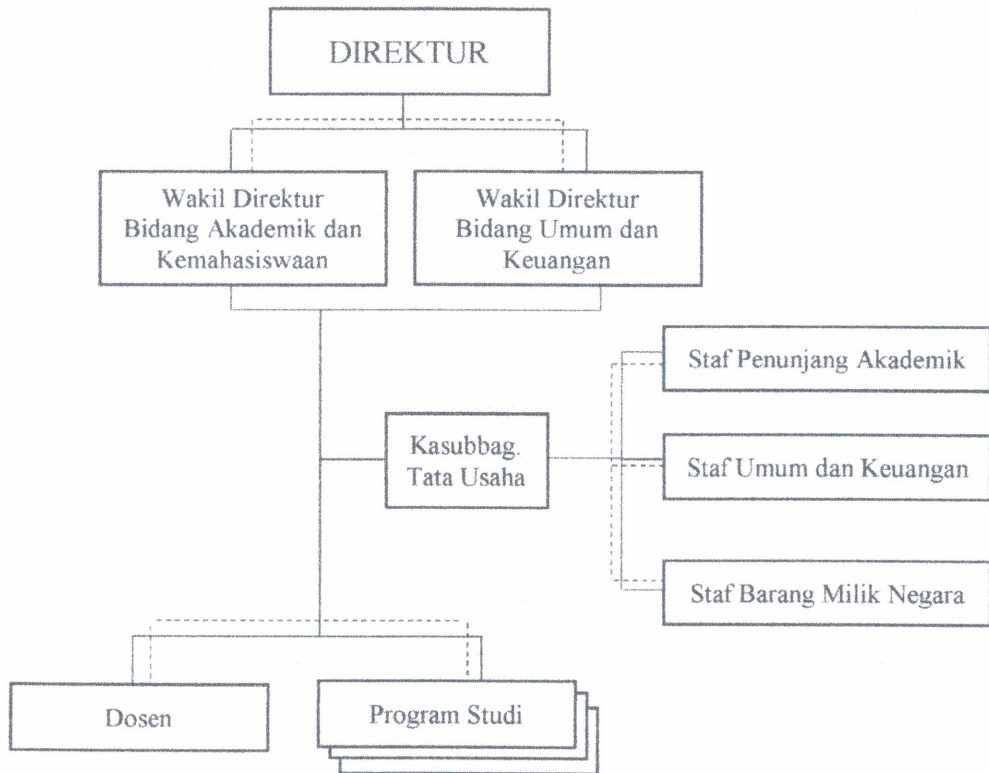 DIREKTUR
Wakil Direktur
Bidang Akademik dan
Kemahasiswaan
Wakil Direktur
Bidang Umum dan
Keuangan
Staf Penunjang Akademik
Kasubbag.
Tata Usaha
Staf Umum dan Keuangan
Staf Barang Milik Negara
Dosen
Program Studi